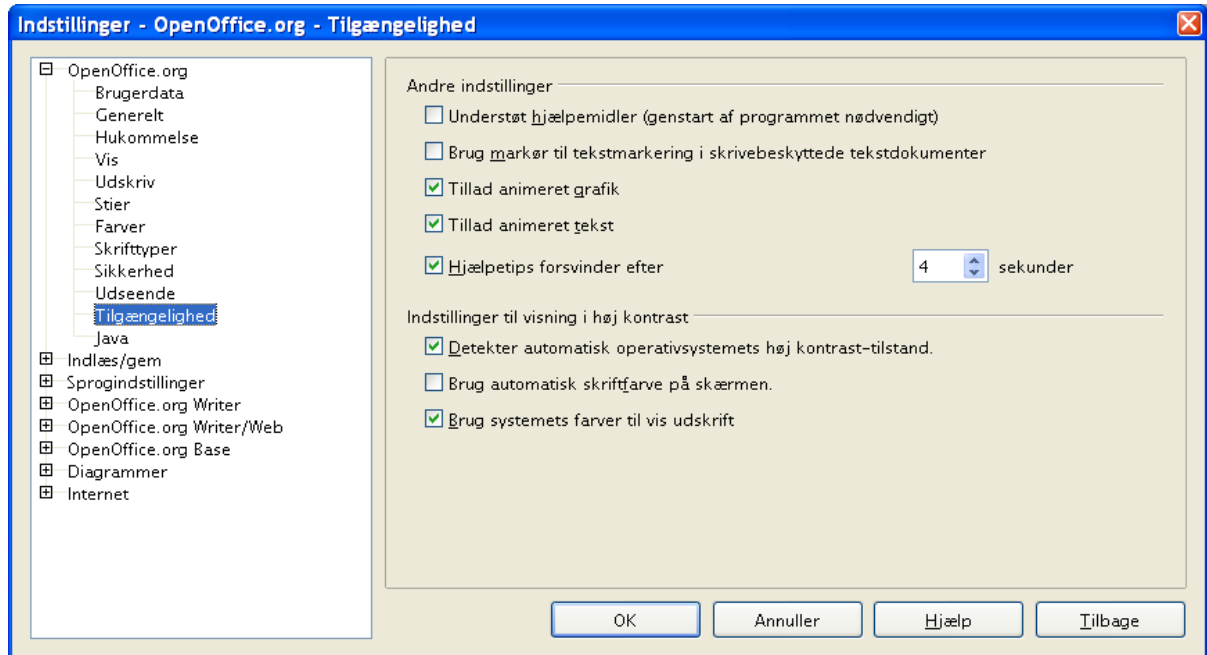 Indstillinger - OpenOffice.org - Tilgængelighed
OpenOffice.org
Brugerdata
Generelt
Hukommelse
Vis
Udskriv
Stier
Farver
Skrifttyper
Sikkerhed
Udseende
Tilgængelighed
Java
Indlæs/gem
Sprogindstillinger
OpenOffice.org Writer
OpenOffice.org Writer/Web
OpenOffice.org Base
Diagrammer
Internet
Andre indstillinger
Understøt hjælpemidler (genstart af programmet nødvendigt)
Brug markør til tekstmarkering i skrivebeskyttede tekstdokumenter
Tillad animeret grafik
Tillad animeret tekst
Hjælpetips forsvinder efter 4 sekunder
Indstillinger til visning i høj kontrast
Detekter automatisk operativsystemets høj kontrast-tilstand.
Brug automatisk skriftfarve på skærmen.
Brug systemets farver til vis udskrift
OK Annuller Hjælp Tilbage